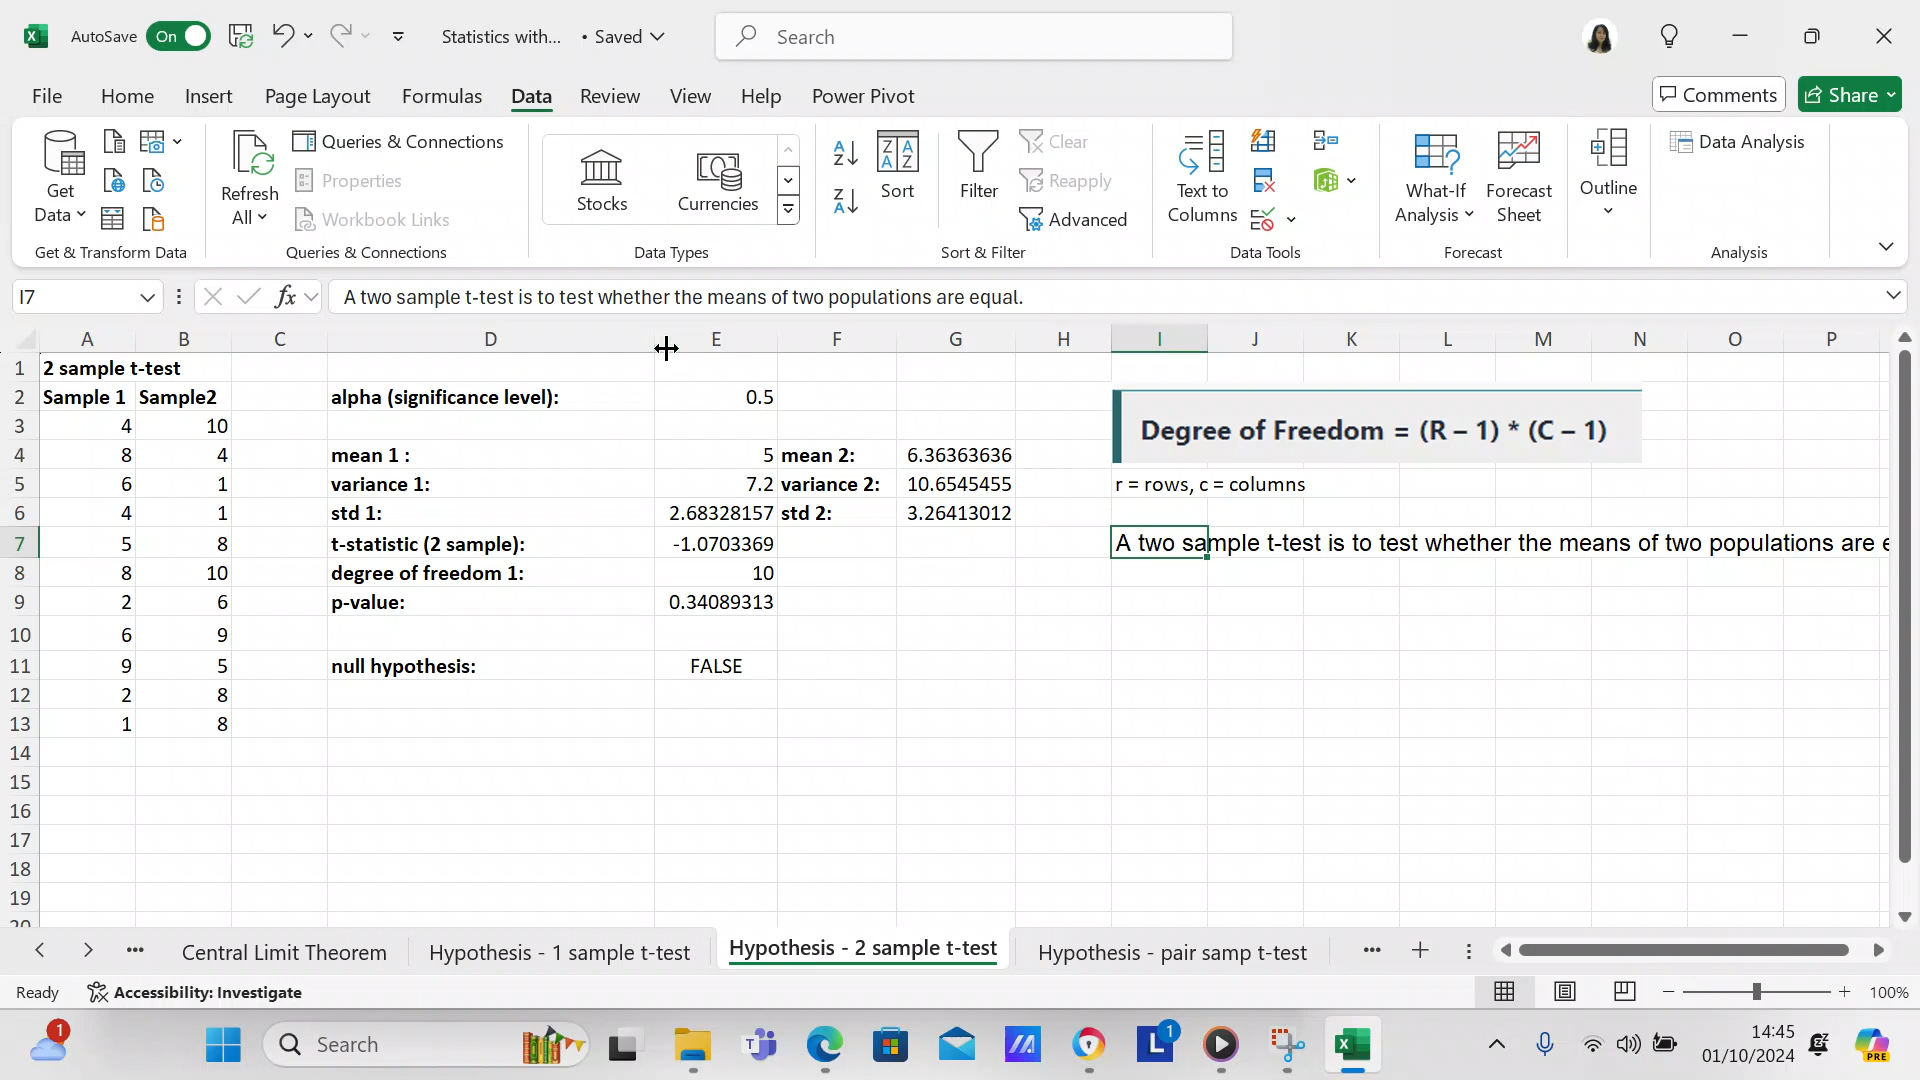 AutoSave On Statistics with... • Saved Search
File Home Insert Page Layout Formulas Data Review View Help Power Pivot Comments Share
Get Data
Refresh All
Queries & Connections
Properties
Workbook Links
Stocks
Currencies
Sort
Filter
Clear
Reapply
Advanced
Text to Columns
What-If Analysis
Forecast Sheet
Outline
Data Analysis
Get & Transform Data Queries & Connections Data Types Sort & Filter Data Tools Forecast Analysis
I7 fx A two sample t-test is to test whether the means of two populations are equal.
A B C D E F G H I J K L M N O P
1 2 sample t-test
2 Sample 1 Sample2 alpha (significance level): 0.5
3 4 10
Degree of Freedom = (R – 1) * (C – 1)
4 8 4 mean 1 : 5 mean 2: 6.36363636
5 6 1 variance 1: 7.2 variance 2: 10.6545455 r = rows, c = columns
6 4 1 std 1: 2.68328157 std 2: 3.26413012
7 5 8 t-statistic (2 sample): -1.0703369 A two sample t-test is to test whether the means of two populations are e
8 8 10 degree of freedom 1: 10
9 2 6 p-value: 0.34089313
10 6 9
11 9 5 null hypothesis: FALSE
12 2 8
13 1 8
14
15
16
17
18
19
20
Central Limit Theorem Hypothesis - 1 sample t-test Hypothesis - 2 sample t-test Hypothesis - pair samp t-test
Ready Accessibility: Investigate 100%
1 Search 1 14:45
01/10/2024
PRE